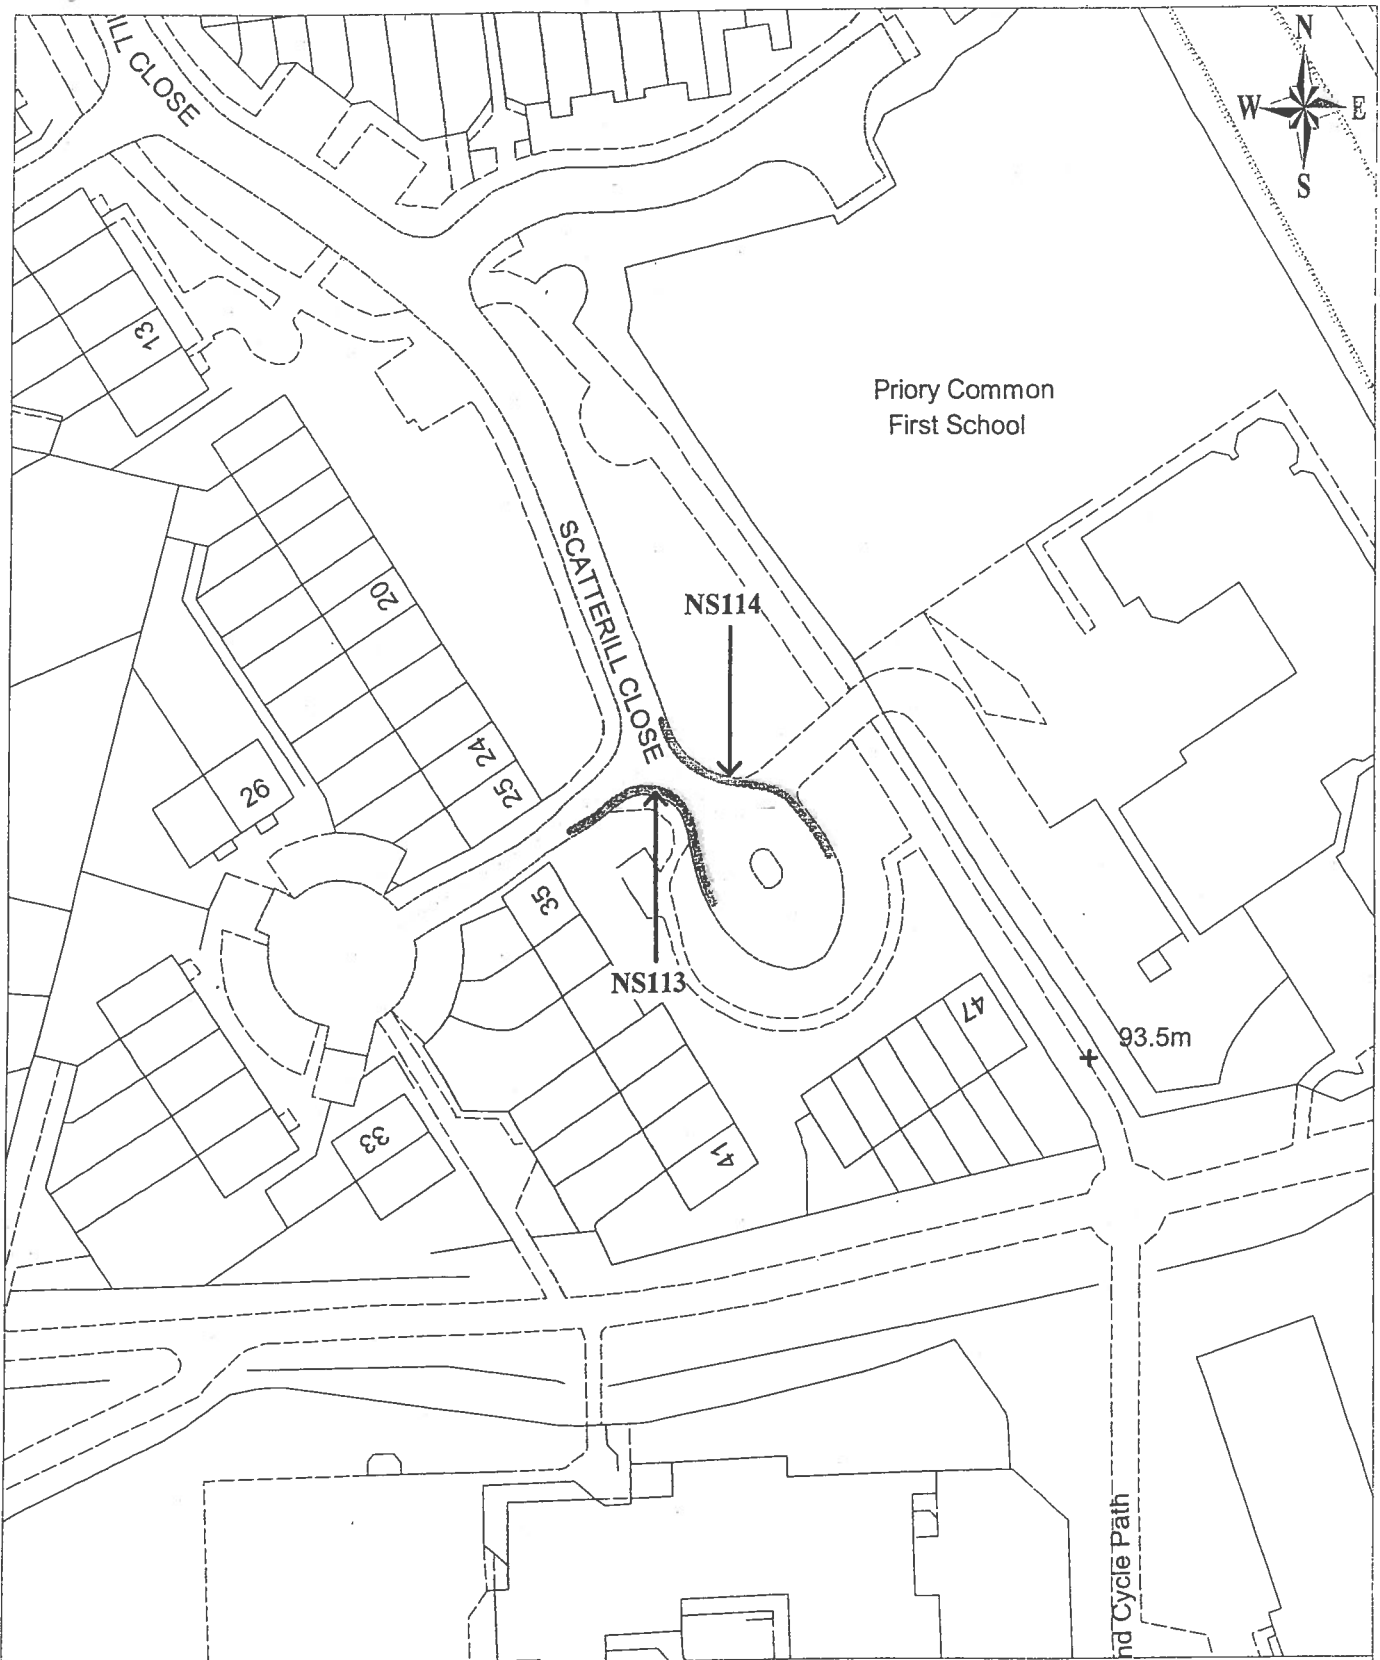 N
W E
S
ILL CLOSE
13
Priory Common
First School
SCATTERILL CLOSE
20
NS114
24
25
26
35
NS113
47
93.5m
33
41
nd Cycle Path